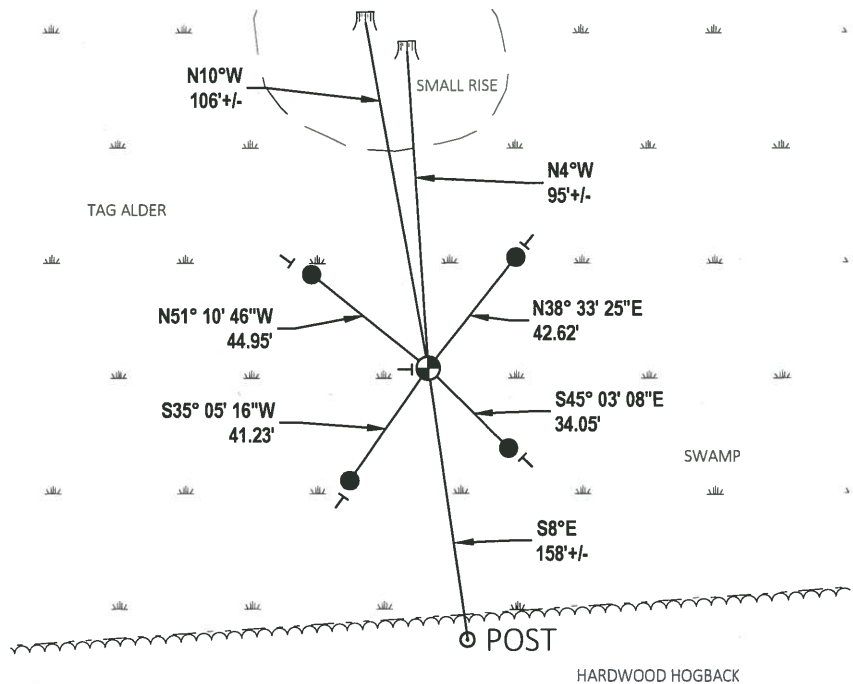 N10°W
106'+/-
SMALL RISE
N4°W
95'+/-
TAG ALDER
N51° 10' 46"W
44.95'
N38° 33' 25"E
42.62'
S35° 05' 16"W
41.23'
S45° 03' 08"E
34.05'
SWAMP
S8°E
158'+/-
POST
HARDWOOD HOGBACK